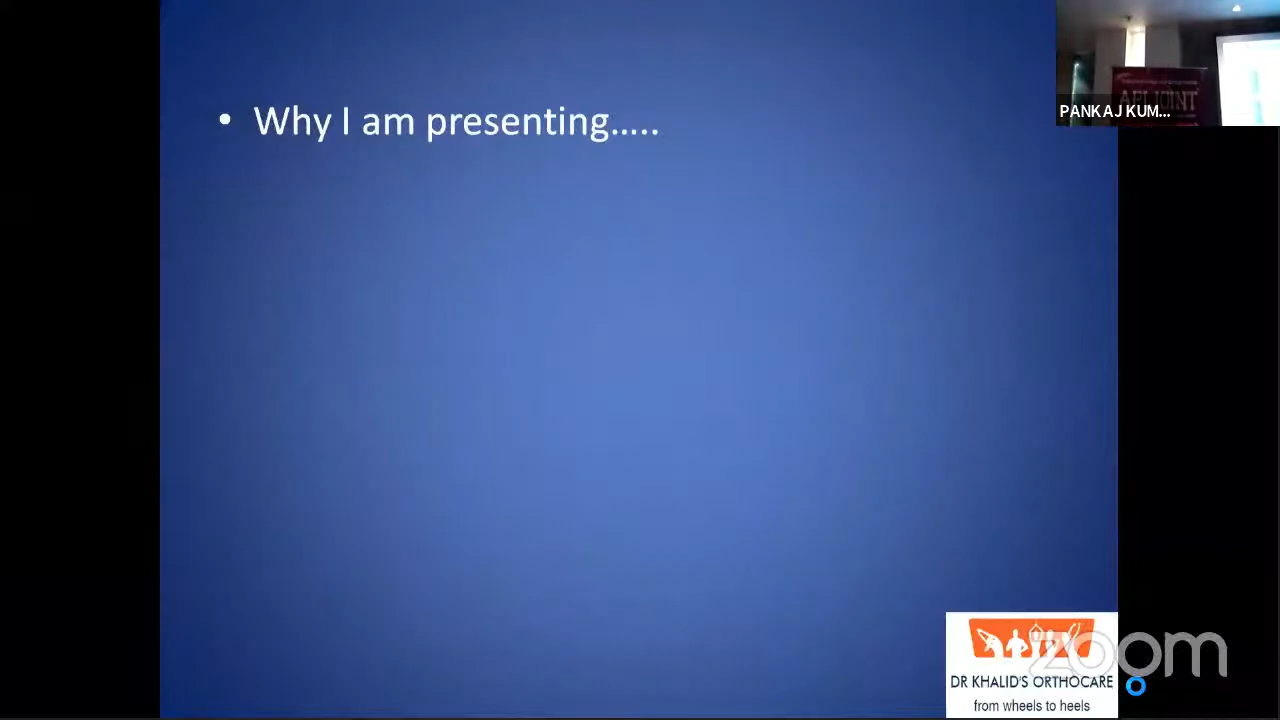 • Why I am presenting.....
PANKAJ KUM...
zoom
DR KHALID'S ORTHOCARE
from wheels to heels